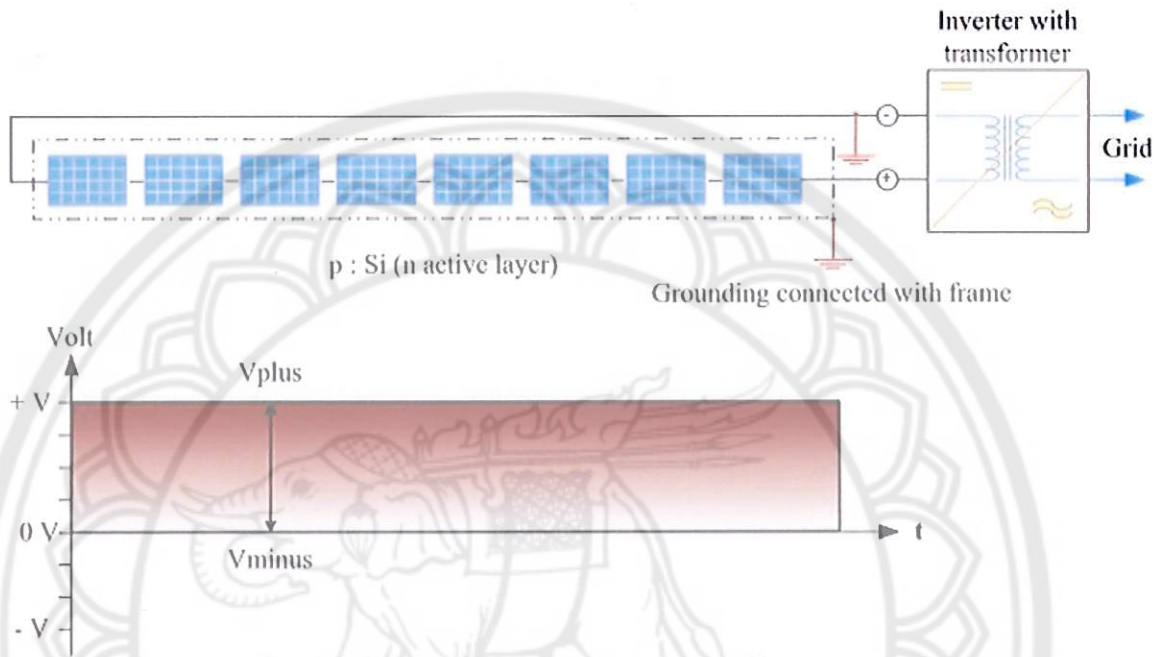 Inverter with
transformer
-
+
Grid
p : Si (n active layer)
Grounding connected with frame
Volt
Vplus
+ V
0 V
t
Vminus
- V